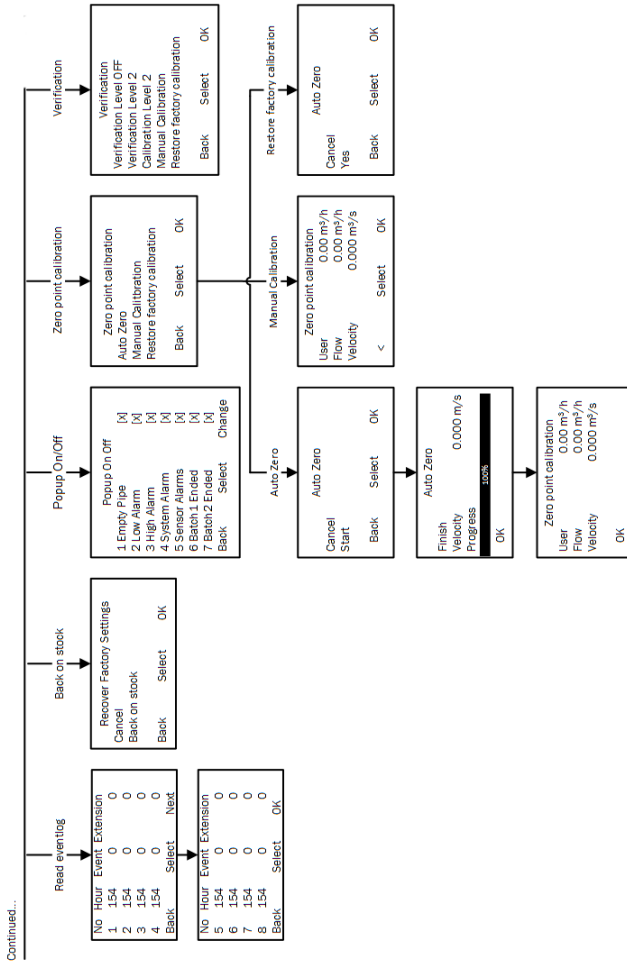 Continued...
Read eventlog
No Hour Event Extension
1 154 0 0
2 154 0 0
3 154 0 0
4 154 0 0
Back Select Next
No Hour Event Extension
5 154 0 0
6 154 0 0
7 154 0 0
8 154 0 0
Back Select OK
Back on stock
Recover Factory Settings
Cancel
Back on stock
Back Select OK
Popup On/Off
Popup On Off
1 Empty Pipe [x]
2 Low Alarm [x]
3 High Alarm [x]
4 System Alarm [x]
5 Sensor Alarms [x]
6 Batch 1 Ended [x]
7 Batch 2 Ended [x]
Back Select Change
Zero point calibration
Zero point calibration
Auto Zero
Manual Calitbration
Restore factory calibration
Back Select OK
Verification
Verification
Verification Level OFF
Verification Level 2
Calibration Level 2
Manual Calibration
Restore factory calibration
Back Select OK
Auto Zero
Auto Zero
Cancel
Start
Back Select OK
Auto Zero
Finish
Velocity 0.000 m/s
Progress
100%
OK
Zero point calibration
User 0.00 m³/h
Flow 0.00 m³/h
Velocity 0.000 m³/s
OK
Manual Calibration
Zero point calibration
User 0.00 m³/h
Flow 0.00 m³/h
Velocity 0.000 m³/s
< Select OK
Restore factory calibration
Auto Zero
Cancel
Yes
Back Select OK